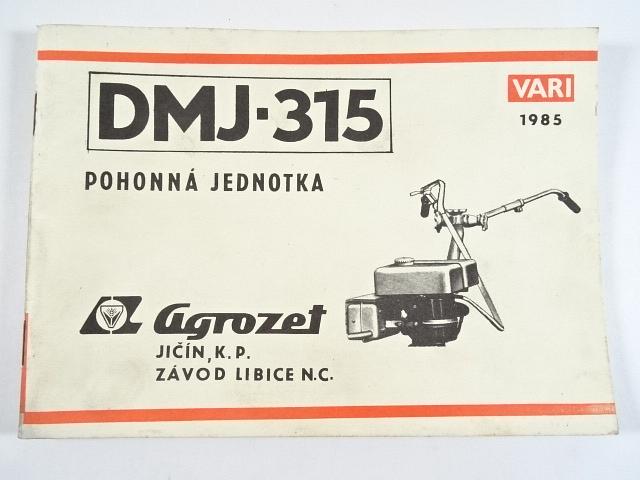 DMJ-315
VARI
1985
POHONNÁ JEDNOTKA
agrozet
JIČÍN, K.P.
ZÁVOD LIBICE N.C.